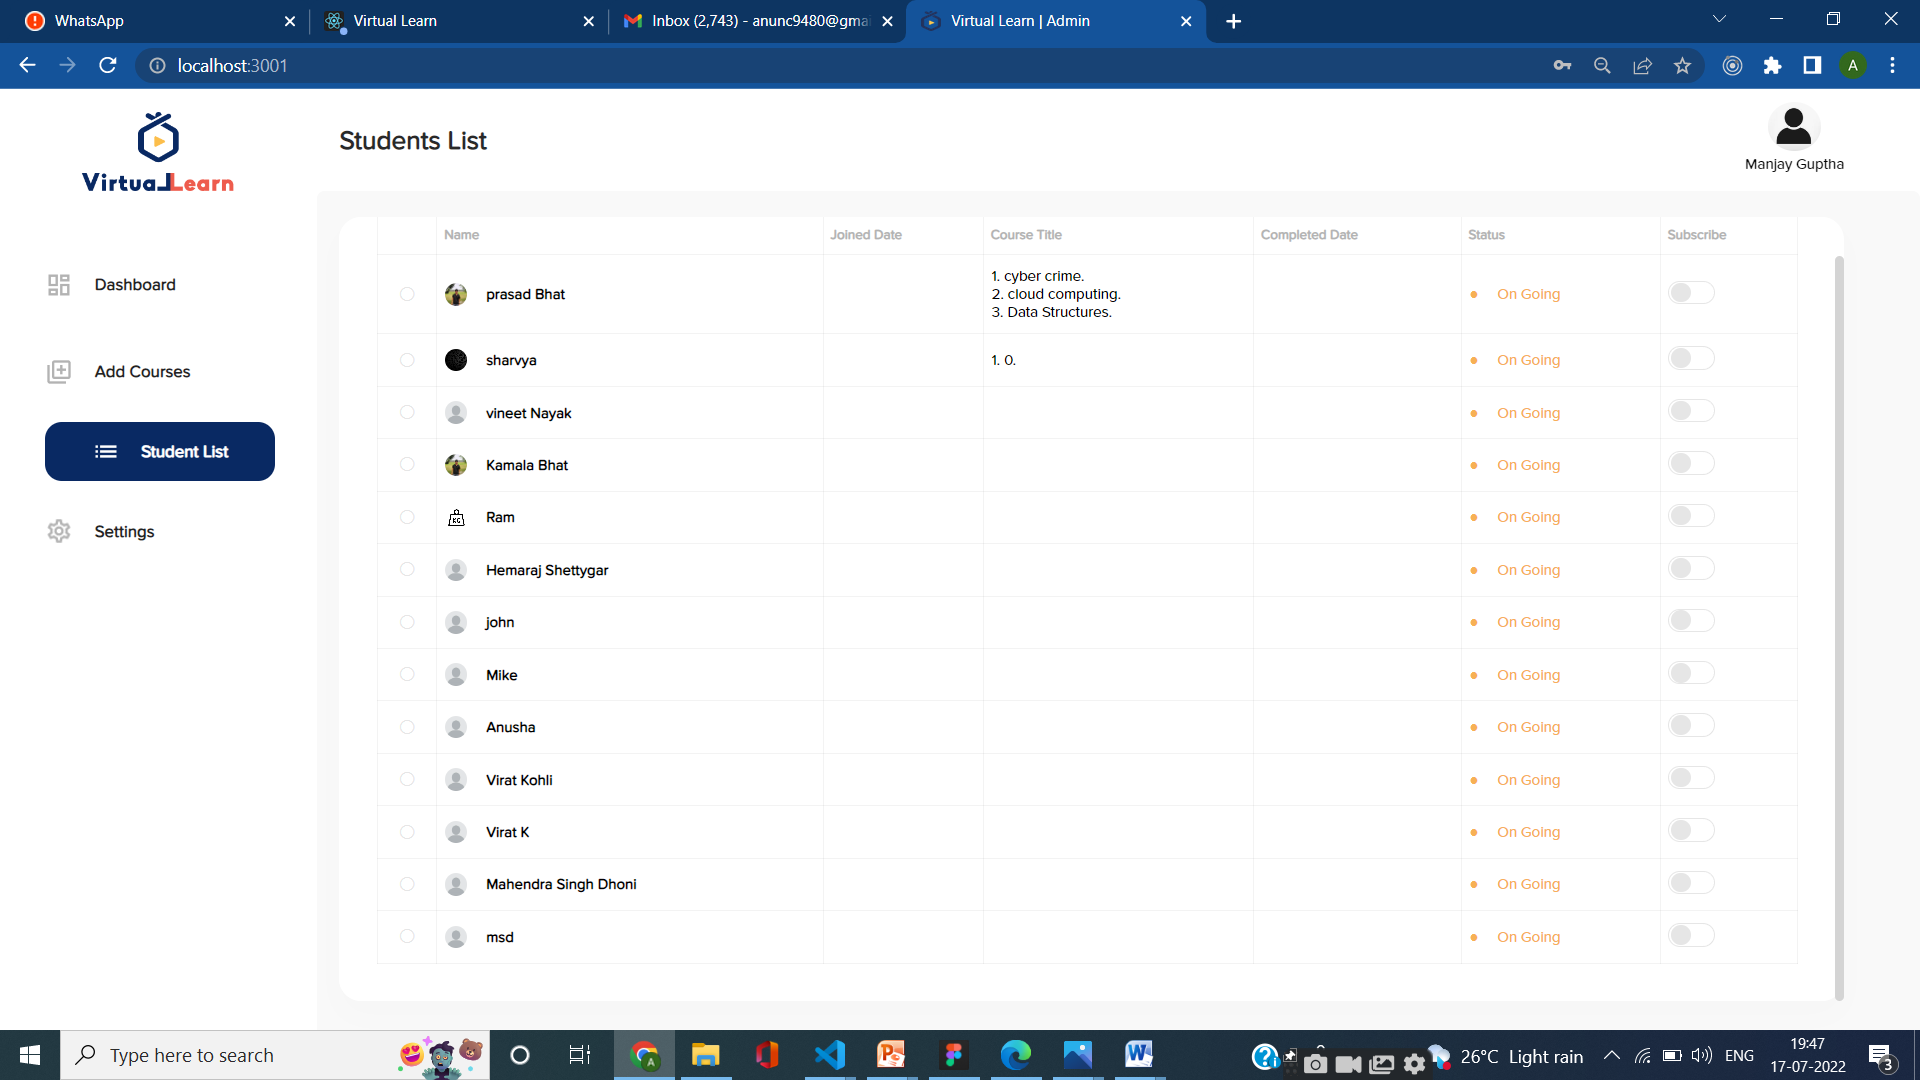 WhatsApp
Virtual Learn
Inbox (2,743) - anunc9480@gma
Virtual Learn | Admin
localhost:3001
A
VirtuaLLearn
Students List
Manjay Guptha
Dashboard
Add Courses
Student List
Settings
Name Joined Date Course Title Completed Date Status Subscribe
prasad Bhat
1. cyber crime.
2. cloud computing.
3. Data Structures.
On Going
sharvya 1. 0. On Going
vineet Nayak On Going
Kamala Bhat On Going
KG Ram On Going
Hemaraj Shettygar On Going
john On Going
Mike On Going
Anusha On Going
Virat Kohli On Going
Virat K On Going
Mahendra Singh Dhoni On Going
msd On Going
Type here to search
26°C Light rain
ENG
19:47
17-07-2022
3